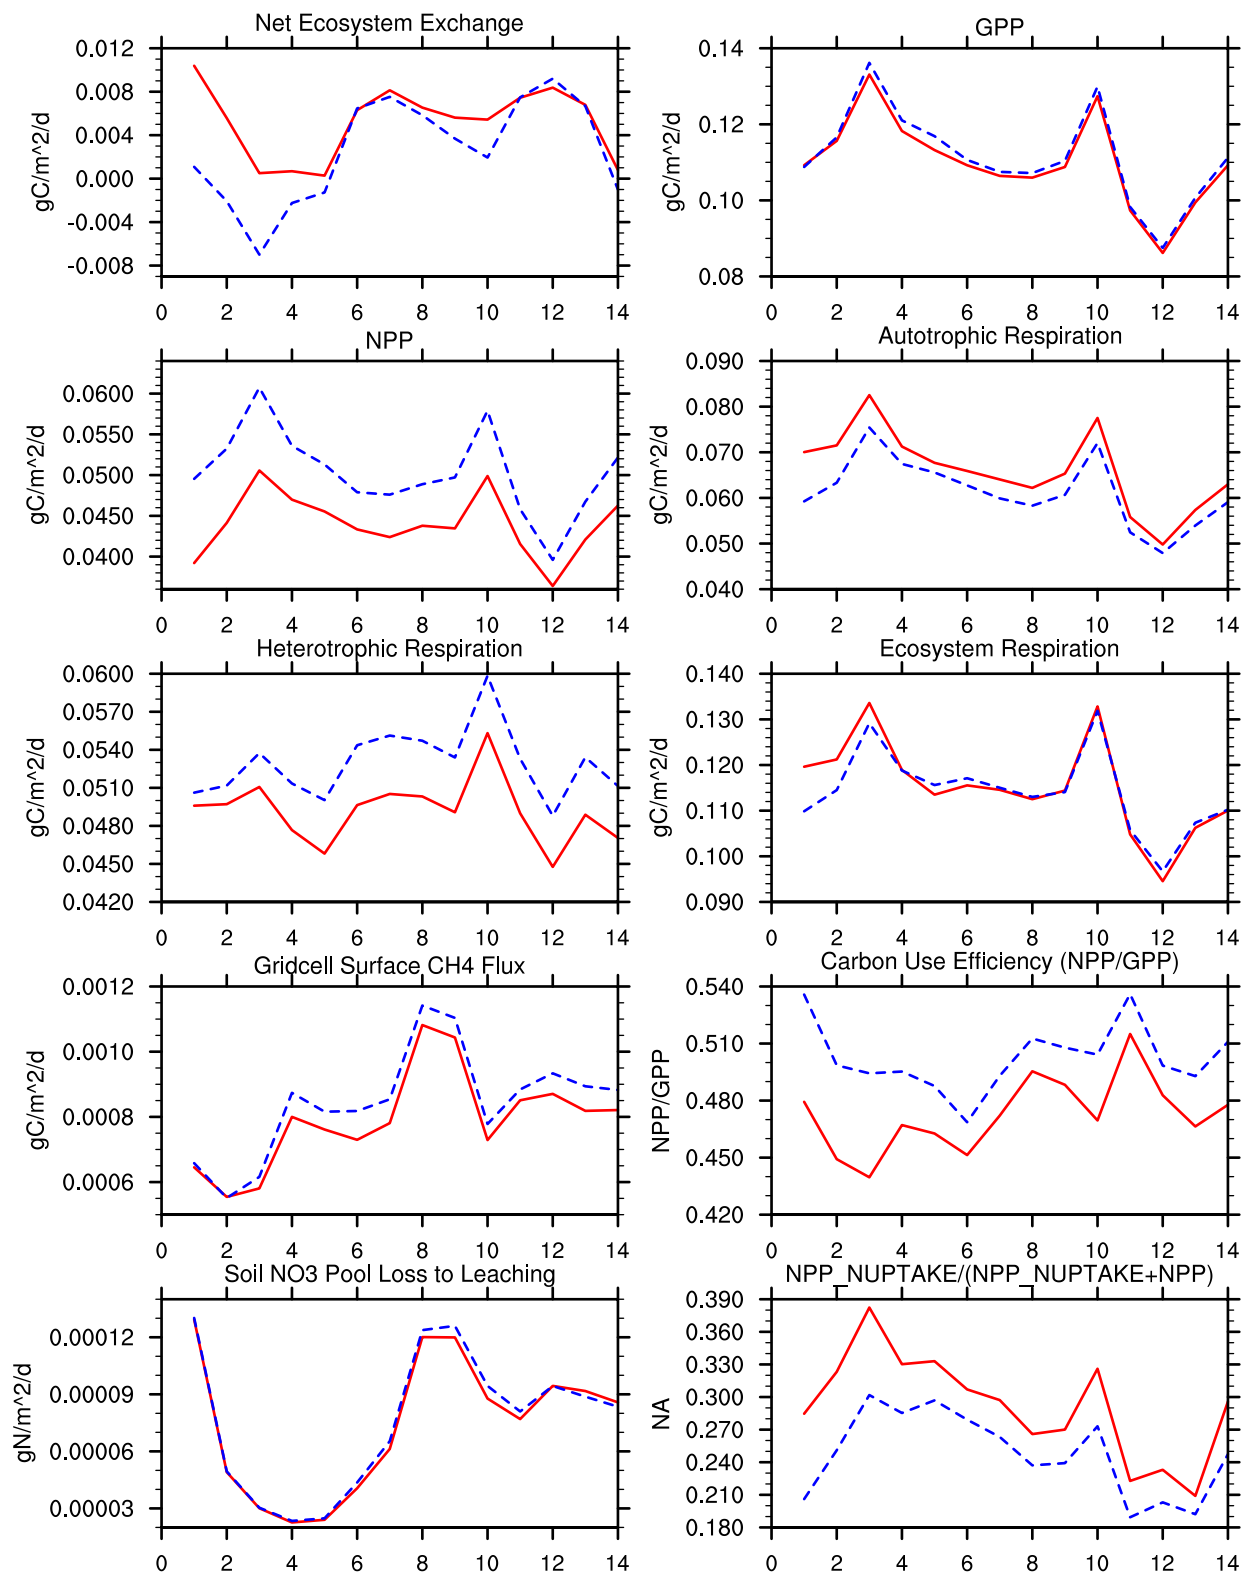 Net Ecosystem Exchange
gC/m^2/d
0.012
0.008
0.004
0.000
-0.004
-0.008
0 2 4 6 8 10 12 14
GPP
gC/m^2/d
0.14
0.12
0.10
0.08
0 2 4 6 8 10 12 14
NPP
gC/m^2/d
0.0600
0.0550
0.0500
0.0450
0.0400
0 2 4 6 8 10 12 14
Autotrophic Respiration
gC/m^2/d
0.090
0.080
0.070
0.060
0.050
0.040
0 2 4 6 8 10 12 14
Heterotrophic Respiration
gC/m^2/d
0.0600
0.0570
0.0540
0.0510
0.0480
0.0450
0.0420
0 2 4 6 8 10 12 14
Ecosystem Respiration
gC/m^2/d
0.140
0.130
0.120
0.110
0.100
0.090
0 2 4 6 8 10 12 14
Gridcell Surface CH4 Flux
gC/m^2/d
0.0012
0.0010
0.0008
0.0006
0 2 4 6 8 10 12 14
Carbon Use Efficiency (NPP/GPP)
NPP/GPP
0.540
0.510
0.480
0.450
0.420
0 2 4 6 8 10 12 14
Soil NO3 Pool Loss to Leaching
gN/m^2/d
0.00012
0.00009
0.00006
0.00003
0 2 4 6 8 10 12 14
NPP_NUPTAKE/(NPP_NUPTAKE+NPP)
NA
0.390
0.360
0.330
0.300
0.270
0.240
0.210
0.180
0 2 4 6 8 10 12 14